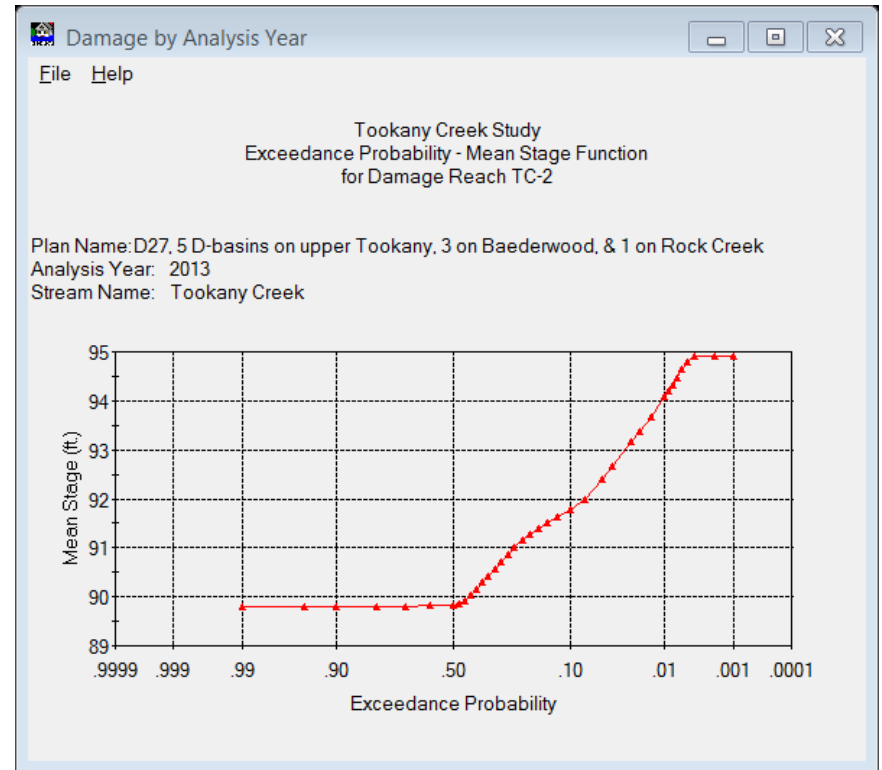 Damage by Analysis Year
File Help
Tookany Creek Study
Exceedance Probability - Mean Stage Function
for Damage Reach TC-2
Plan Name:D27, 5 D-basins on upper Tookany, 3 on Baederwood, & 1 on Rock Creek
Analysis Year: 2013
Stream Name: Tookany Creek
95
94
93
92
91
90
89
Mean Stage (ft.)
.9999 .999 .99 .90 .50 .10 .01 .001 .0001
Exceedance Probability